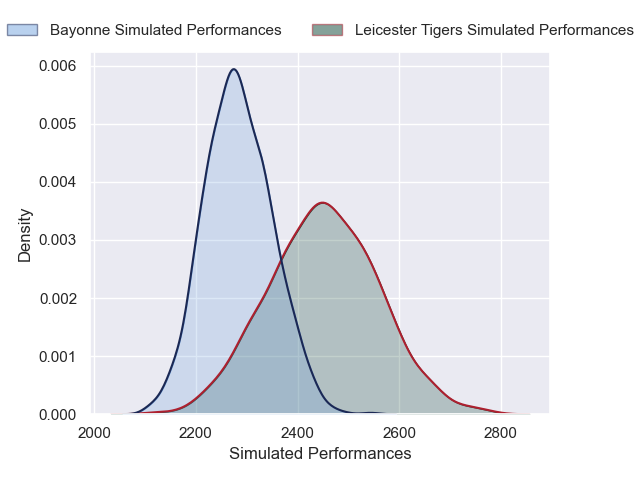 Bayonne Simulated Performances
Leicester Tigers Simulated Performances
0.006
0.005
0.004
0.003
0.002
0.001
0.000
Density
2000 2200 2400 2600 2800
Simulated Performances